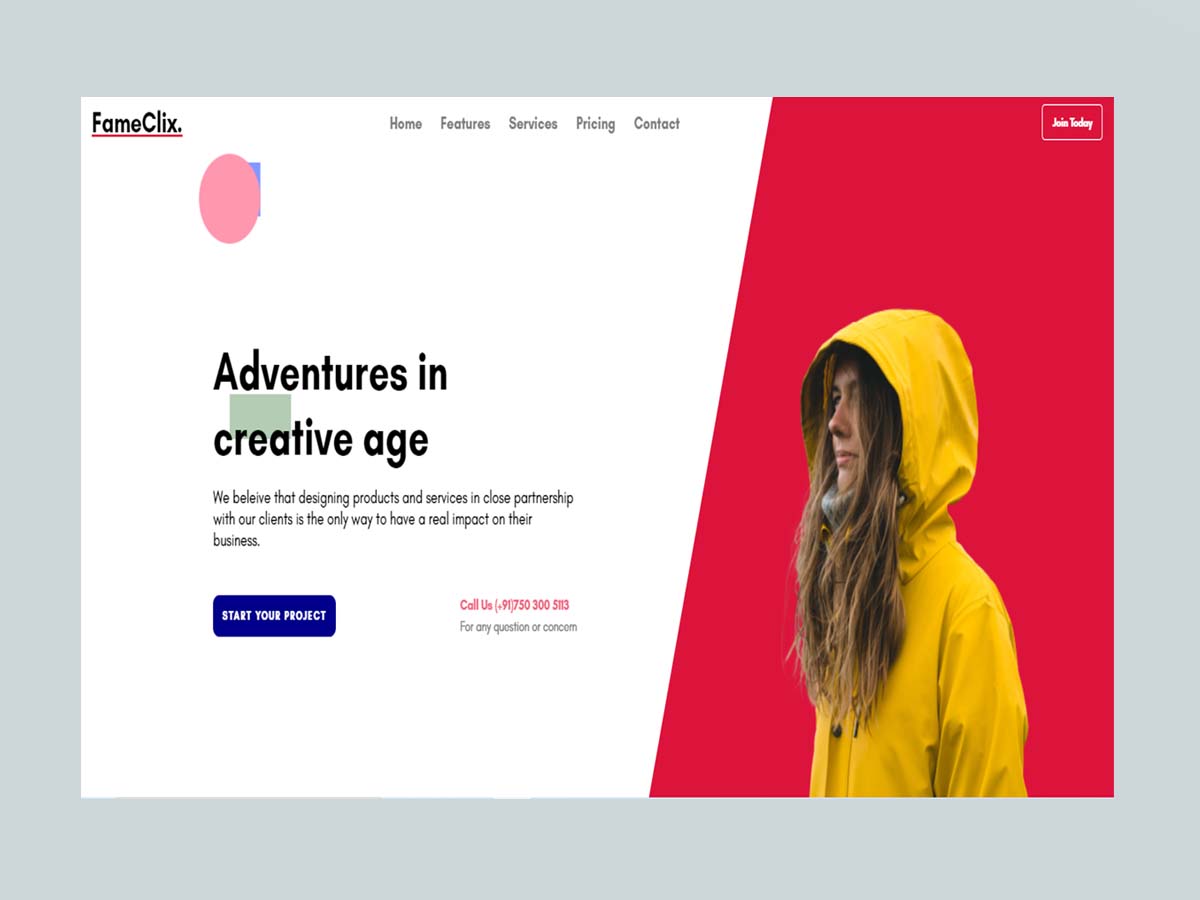 FameClix.
Home Features Services Pricing Contact
Join Today
Adventures in
creative age
We beleive that designing products and services in close partnership
with our clients is the only way to have a real impact on their
business.
START YOUR PROJECT
Call Us (+91)750 300 5113
For any question or concern